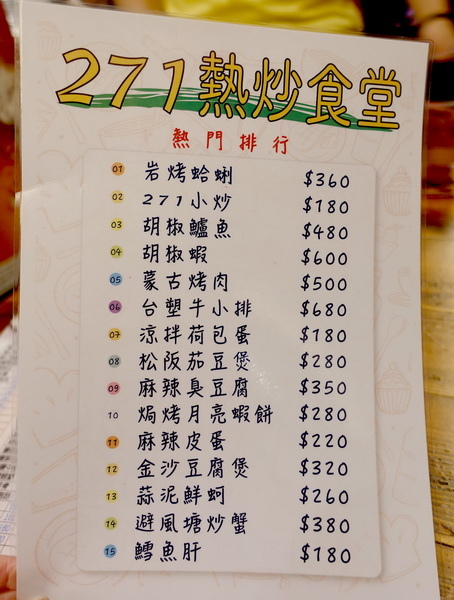 271熱炒食堂
熱門排行
01 岩烤蛤蜊 $360
02 271小炒 $180
03 胡椒鱸魚 $480
04 胡椒蝦 $600
05 蒙古烤肉 $500
06 台塑牛小排 $680
07 涼拌荷包蛋 $180
08 松阪茄豆煲 $280
09 麻辣臭豆腐 $350
10 焗烤月亮蝦餅 $280
11 麻辣皮蛋 $220
12 金沙豆腐煲 $320
13 蒜泥鮮蚵 $260
14 避風塘炒蟹 $380
15 鱈魚肝 $180